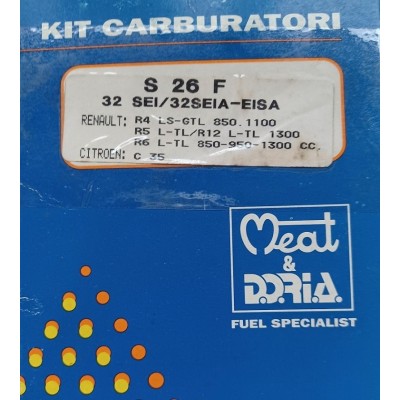 KIT CARBURATORI
S 26 F
32 SEI/32SEIA-EISA
RENAULT: R4 LS-GTL 850.1100
R5 L-TL/R12 L-TL 1300
R6 L-TL 850-950-1300 CC.
CITROEN: C 35
Meat
&
D.O.R.I.A.
FUEL SPECIALIST